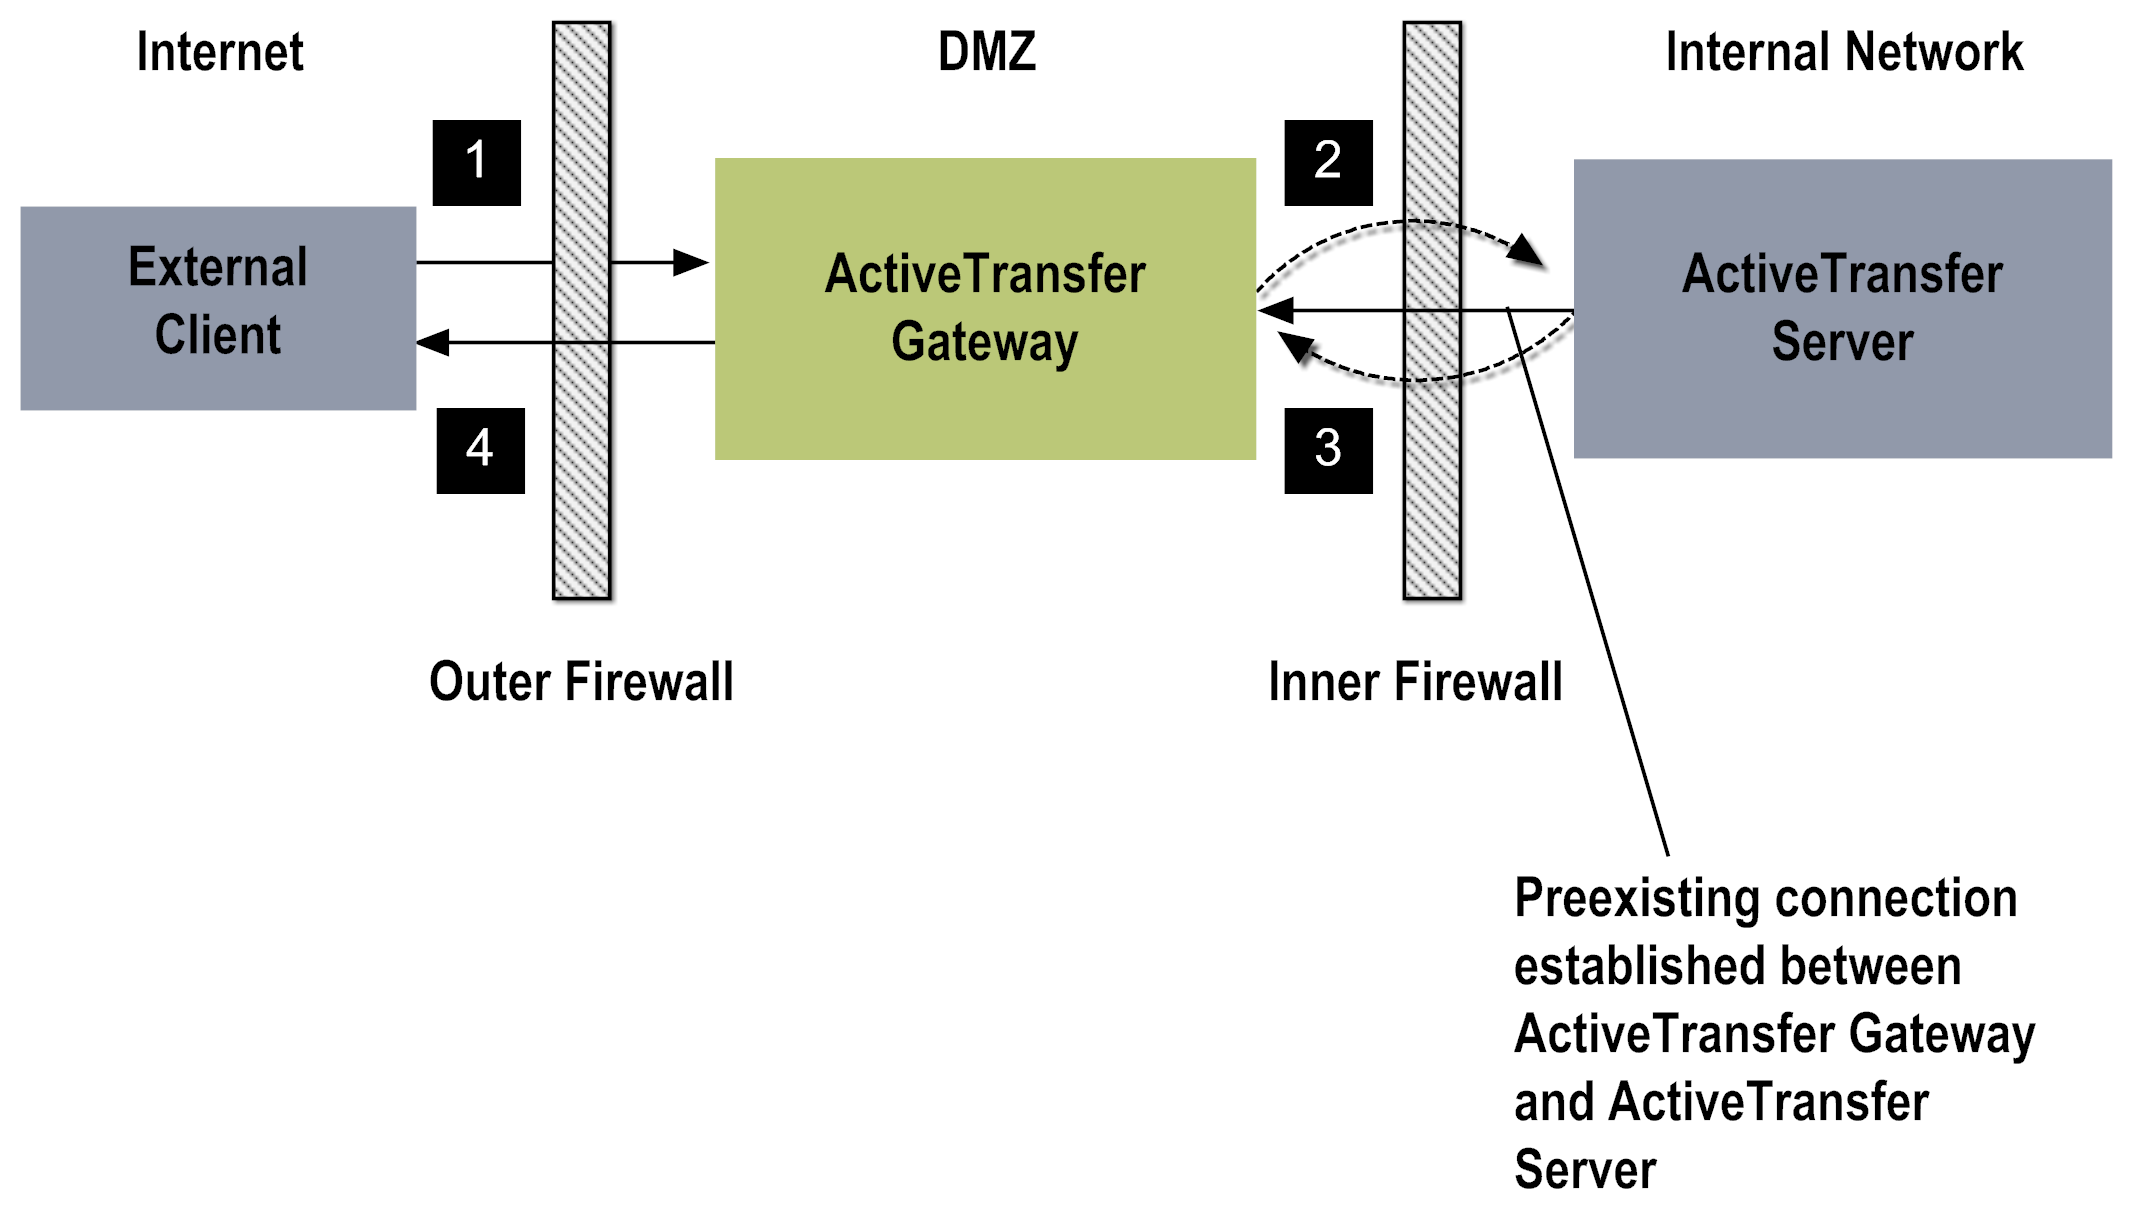 Internet
DMZ
Internal Network
1
2
External
Client
ActiveTransfer
Gateway
ActiveTransfer
Server
4
3
Outer Firewall
Inner Firewall
Preexisting connection
established between
ActiveTransfer Gateway
and ActiveTransfer
Server